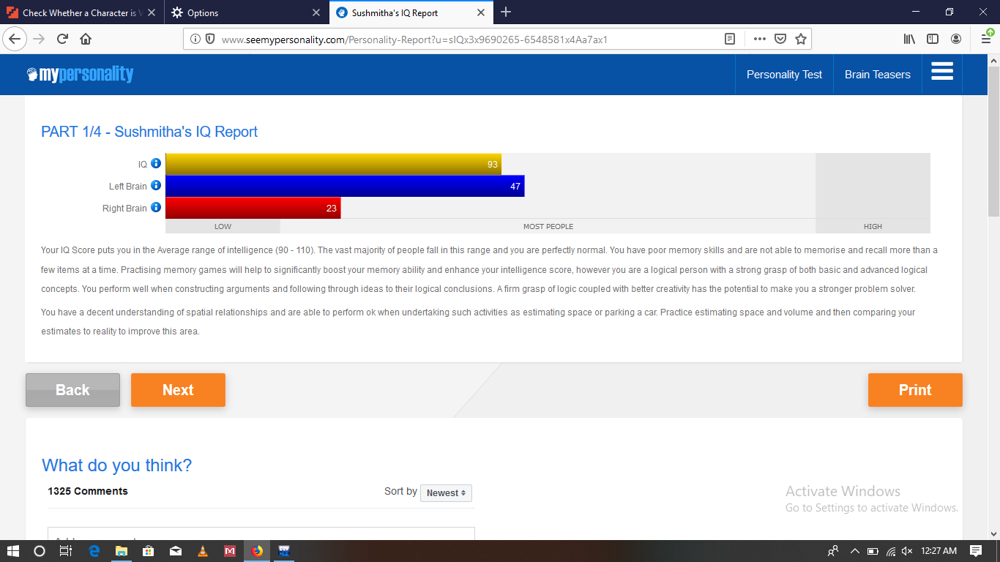 Check Whether a Character is
Options
Sushmitha's IQ Report
www.seemypersonality.com/Personality-Report?u=sIQx3x9690265-6548581x4Aa7ax1
mypersonality
Personality Test
Brain Teasers
PART 1/4 - Sushmitha's IQ Report
IQ
93
Left Brain
47
Right Brain
23
LOW
MOST PEOPLE
HIGH
Your IQ Score puts you in the Average range of intelligence (90 - 110). The vast majority of people fall in this range and you are perfectly normal. You have poor memory skills and are not able to memorise and recall more than a
few items at a time. Practising memory games will help to significantly boost your memory ability and enhance your intelligence score, however you are a logical person with a strong grasp of both basic and advanced logical
concepts. You perform well when constructing arguments and following through ideas to their logical conclusions. A firm grasp of logic coupled with better creativity has the potential to make you a stronger problem solver.
You have a decent understanding of spatial relationships and are able to perform ok when undertaking such activities as estimating space or parking a car. Practice estimating space and volume and then comparing your
estimates to reality to improve this area.
Back
Next
Print
What do you think?
1325 Comments
Sort by
Newest
Activate Windows
Go to Settings to activate Windows.
12:27 AM